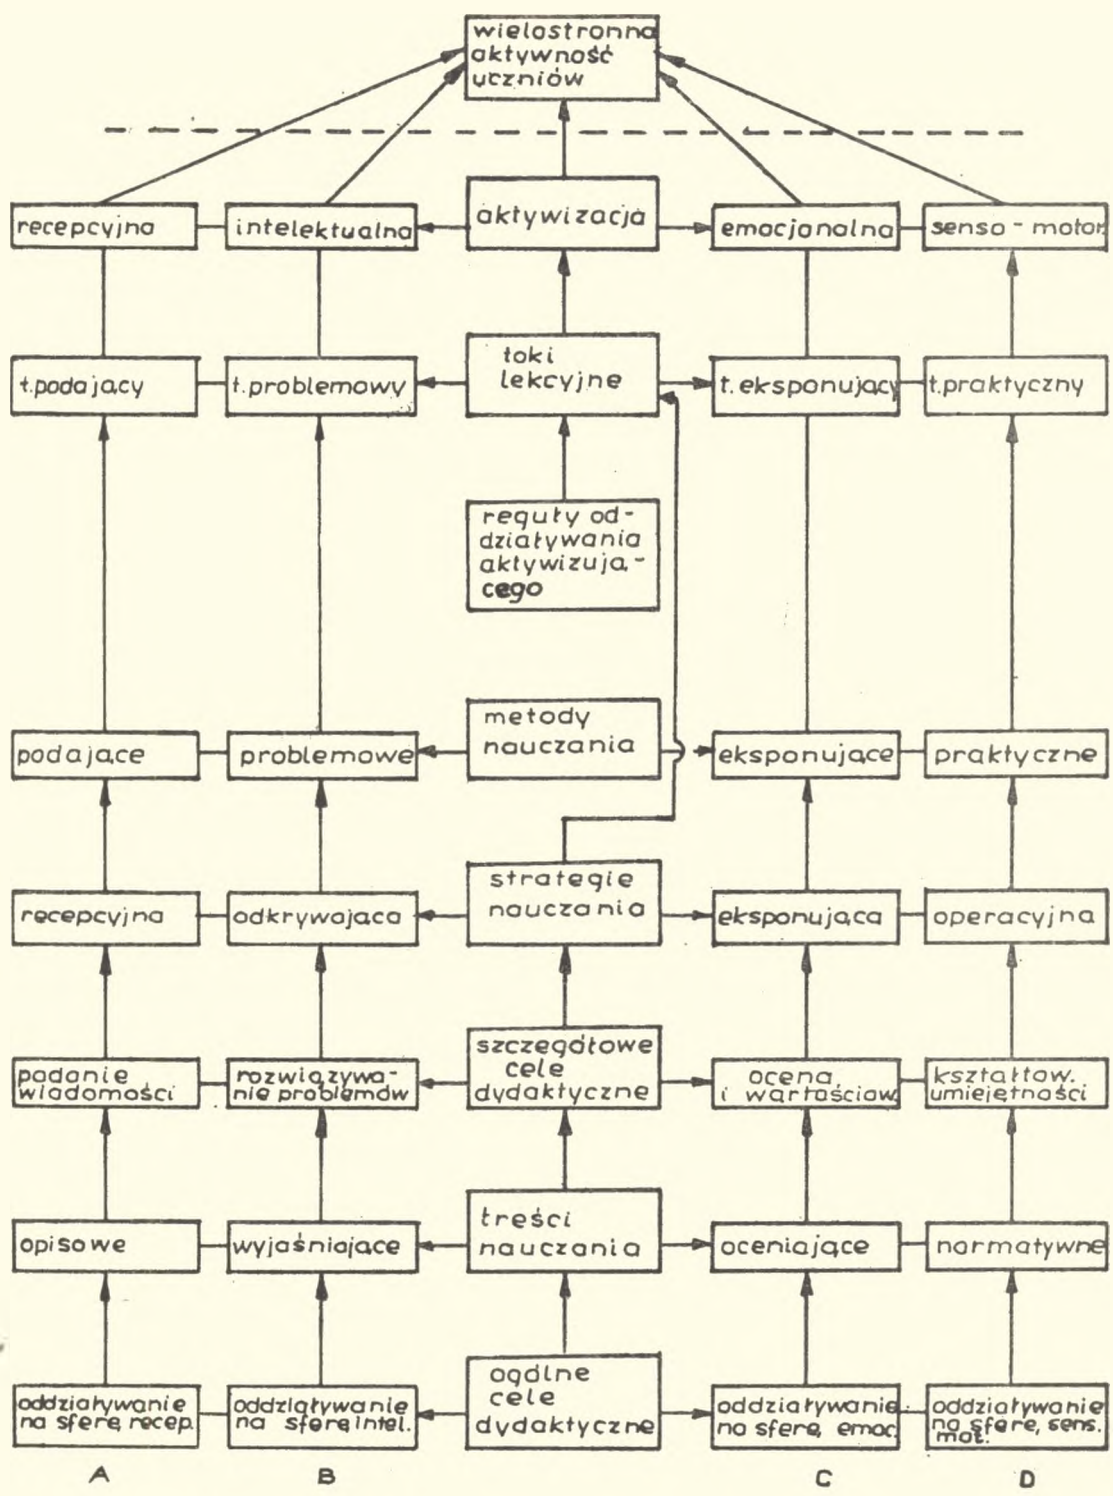 wielostronna
aktywność
uczniów
recepcyjna
intelektualna
aktywizacja
emocjonalna
senso-motor.
t.podający
t.problemowy
toki
lekcyjne
t.eksponujący
t.praktyczny
reguły od-
działywania
aktywizują-
cego
podające
problemowe
metody
nauczania
eksponujące
praktyczne
recepcyjna
odkrywająca
strategie
nauczania
eksponująca
operacyjna
podanie
wiadomości
rozwiązywa-
nie problemów
szczegółowe
cele
dydaktyczne
ocena
i wartościow.
kształtow.
umiejętności
opisowe
wyjaśniające
treści
nauczania
oceniające
normatywne
oddziaływanie
na sferę recep.
oddziaływanie
na sferę intel.
ogólne
cele
dydaktyczne
oddziaływanie
na sferę emoc.
oddziaływanie
na sferę sens.
mot.
A
B
C
D